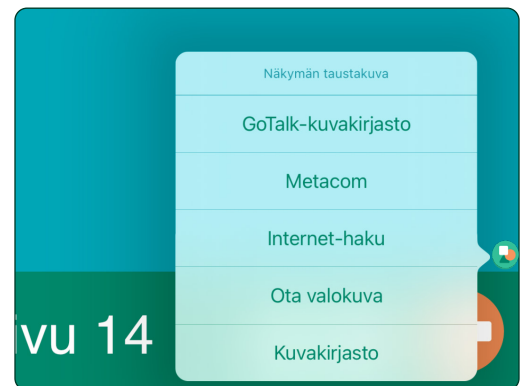 Näkymän taustakuva
GoTalk-kuvakirjasto
Metacom
Internet-haku
Ota valokuva
ivu 14
Kuvakirjasto